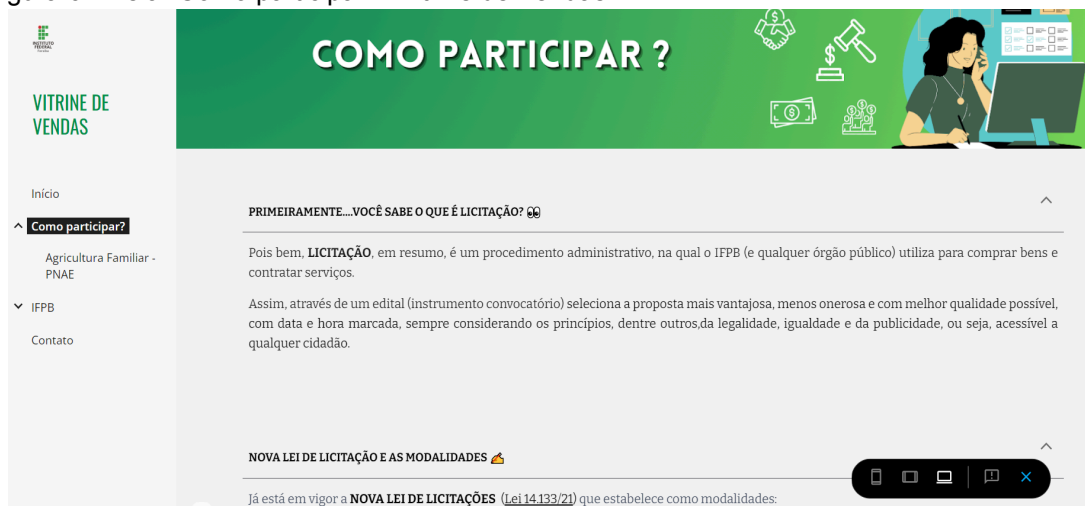 COMO PARTICIPAR ?
INSTITUTO
FEDERAL
VITRINE DE
VENDAS
Início
Como participar?
Agricultura Familiar -
PNAE
IFPB
Contato
PRIMEIRAMENTE....VOCÊ SABE O QUE É LICITAÇÃO? 👀
Pois bem, LICITAÇÃO, em resumo, é um procedimento administrativo, na qual o IFPB (e qualquer órgão público) utiliza para comprar bens e
contratar serviços.
Assim, através de um edital (instrumento convocatório) seleciona a proposta mais vantajosa, menos onerosa e com melhor qualidade possível,
com data e hora marcada, sempre considerando os princípios, dentre outros,da legalidade, igualdade e da publicidade, ou seja, acessível a
qualquer cidadão.
NOVA LEI DE LICITAÇÃO E AS MODALIDADES ✍️
Já está em vigor a NOVA LEI DE LICITAÇÕES (Lei 14.133/21) que estabelece como modalidades: